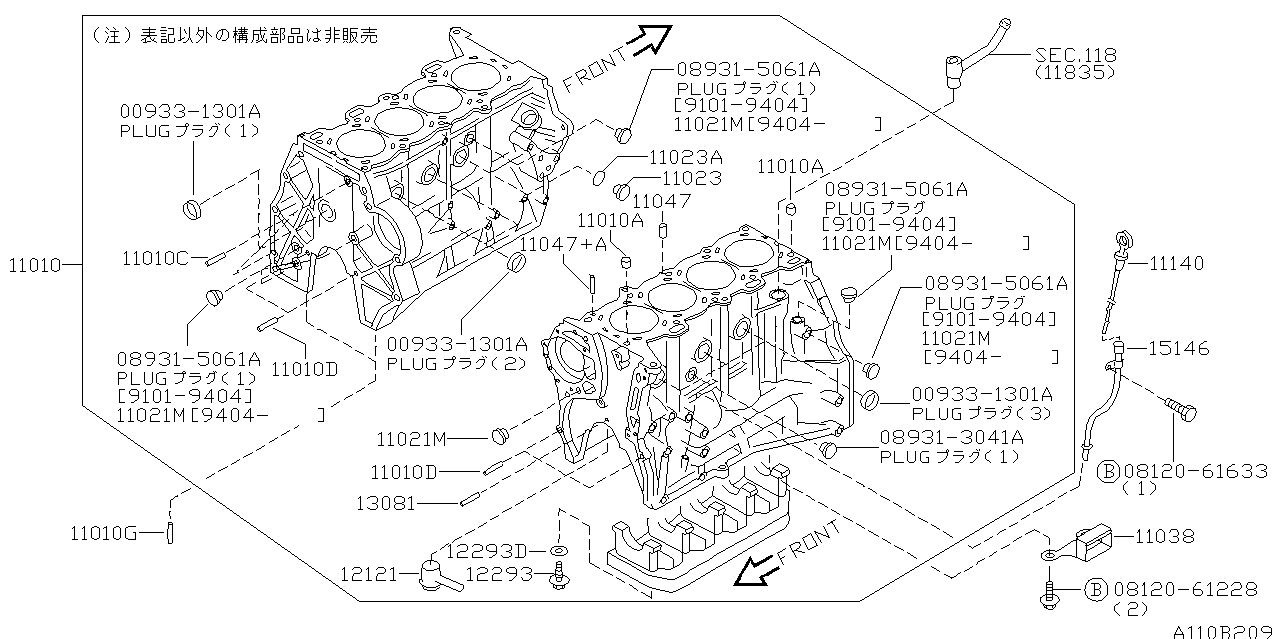 （注）表記以外の構成部品は非販売
FRONT
SEC.118
(11835)
08931-5061A
PLUGプラグ(1)
[9101-9404]
11021M[9404-      ]
00933-1301A
PLUGプラグ(1)
11023A
11023
11047
11010A
11010A
08931-5061A
PLUGプラグ
[9101-9404]
11021M[9404-      ]
11047+A
11010
11010C
11140
08931-5061A
PLUGプラグ
[9101-9404]
11021M
[9404-      ]
00933-1301A
PLUGプラグ(2)
15146
08931-5061A
PLUGプラグ(1)
[9101-9404]
11021M[9404-      ]
11010D
00933-1301A
PLUGプラグ(3)
11021M
08931-3041A
PLUGプラグ(1)
11010D
Ⓑ08120-61633
(1)
13081
11010G
FRONT
11038
12293D
12121
12293
Ⓑ08120-61228
(2)
A110B209